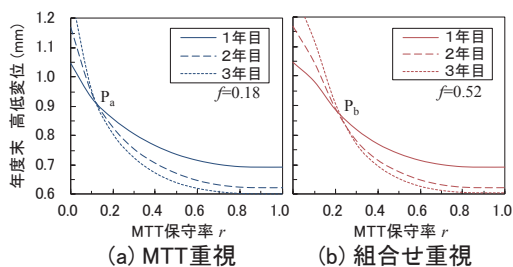 年度末 高低変位 (mm)
1.2
1.1
1.0
0.9
0.8
0.7
0.6
1年目
2年目
3年目
f=0.18
Pa
0.0 0.2 0.4 0.6 0.8 1.0
MTT保守率 r
(a) MTT重視
1年目
2年目
3年目
f=0.52
Pb
0.0 0.2 0.4 0.6 0.8 1.0
MTT保守率 r
(b) 組合せ重視